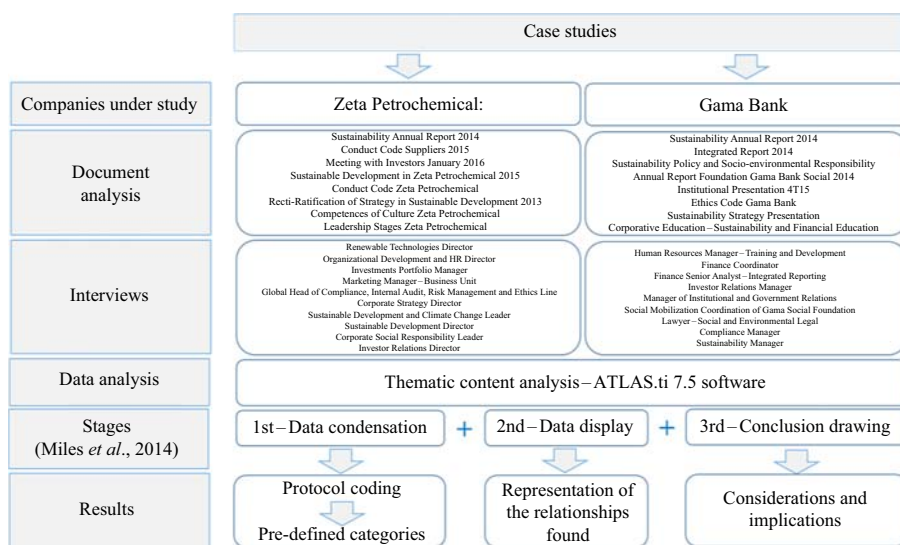 Case studies
Companies under study
Zeta Petrochemical:
Gama Bank
Document
analysis
Sustainability Annual Report 2014
Conduct Code Suppliers 2015
Meeting with Investors January 2016
Sustainable Development in Zeta Petrochemical 2015
Conduct Code Zeta Petrochemical
Recti-Ratification of Strategy in Sustainable Development 2013
Competences of Culture Zeta Petrochemical
Leadership Stages Zeta Petrochemical
Sustainability Annual Report 2014
Integrated Report 2014
Sustainability Policy and Socio-environmental Responsibility
Annual Report Foundation Gama Bank Social 2014
Institutional Presentation 4T15
Ethics Code Gama Bank
Sustainability Strategy Presentation
Corporative Education – Sustainability and Financial Education
Interviews
Renewable Technologies Director
Organizational Development and HR Director
Investments Portfolio Manager
Marketing Manager – Business Unit
Global Head of Compliance, Internal Audit, Risk Management and Ethics Line
Corporate Strategy Director
Sustainable Development and Climate Change Leader
Sustainable Development Director
Corporate Social Responsibility Leader
Investor Relations Director
Human Resources Manager – Training and Development
Finance Coordinator
Finance Senior Analyst – Integrated Reporting
Investor Relations Manager
Manager of Institutional and Government Relations
Social Mobilization Coordination of Gama Social Foundation
Lawyer – Social and Environmental Legal
Compliance Manager
Sustainability Manager
Data analysis
Thematic content analysis – ATLAS.ti 7.5 software
Stages
(Miles et al., 2014)
1st – Data condensation + 2nd – Data display + 3rd – Conclusion drawing
Results
Protocol coding
Pre-defined categories
Representation of
the relationships
found
Considerations and
implications